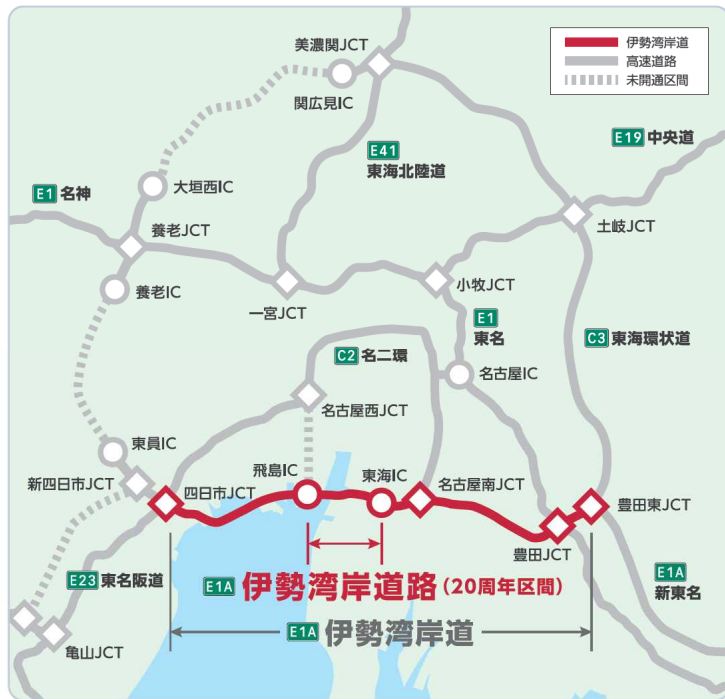 美濃関JCT
関広見IC
伊勢湾岸道
高速道路
未開通区間
E41
東海北陸道
E19 中央道
E1 名神
大垣西IC
養老JCT
土岐JCT
養老IC
一宮JCT
小牧JCT
E1
東名
C3 東海環状道
C2 名二環
名古屋IC
名古屋西JCT
東員IC
新四日市JCT
四日市JCT
飛島IC
東海IC
名古屋南JCT
豊田東JCT
豊田JCT
E23 東名阪道
E1A 伊勢湾岸道路(20周年区間)
E1A
新東名
E1A 伊勢湾岸道
亀山JCT